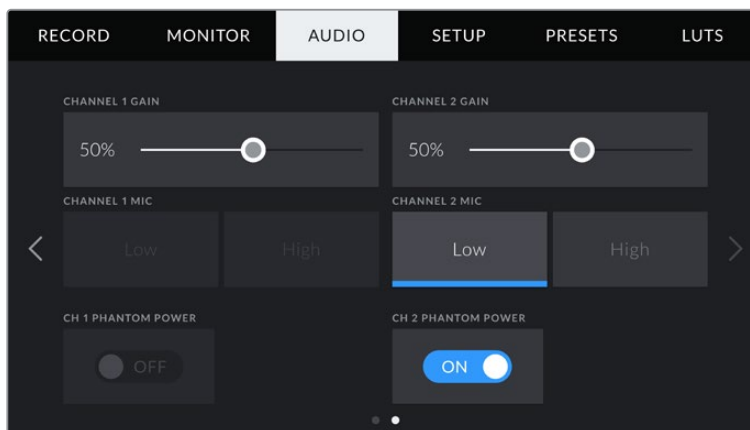 RECORD MONITOR AUDIO SETUP PRESETS LUTS
CHANNEL 1 GAIN CHANNEL 2 GAIN
50% 50%
CHANNEL 1 MIC CHANNEL 2 MIC
Low High Low High
CH 1 PHANTOM POWER CH 2 PHANTOM POWER
OFF ON